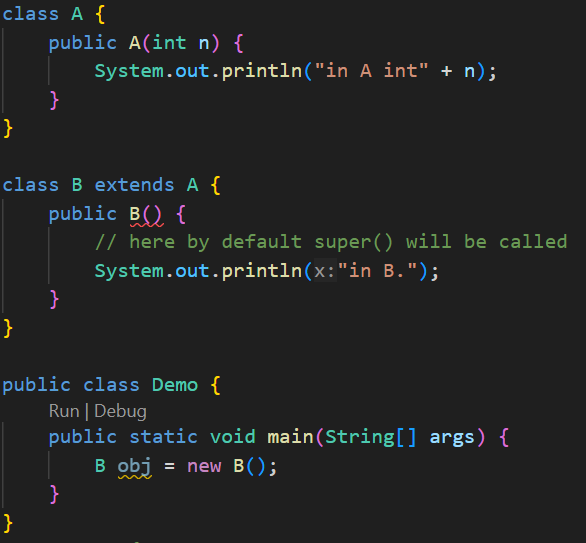 class A {
    public A(int n) {
        System.out.println("in A int" + n);
    }
}

class B extends A {
    public B() {
        // here by default super() will be called
        System.out.println(x:"in B.");
    }
}

public class Demo {
    Run | Debug
    public static void main(String[] args) {
        B obj = new B();
    }
}